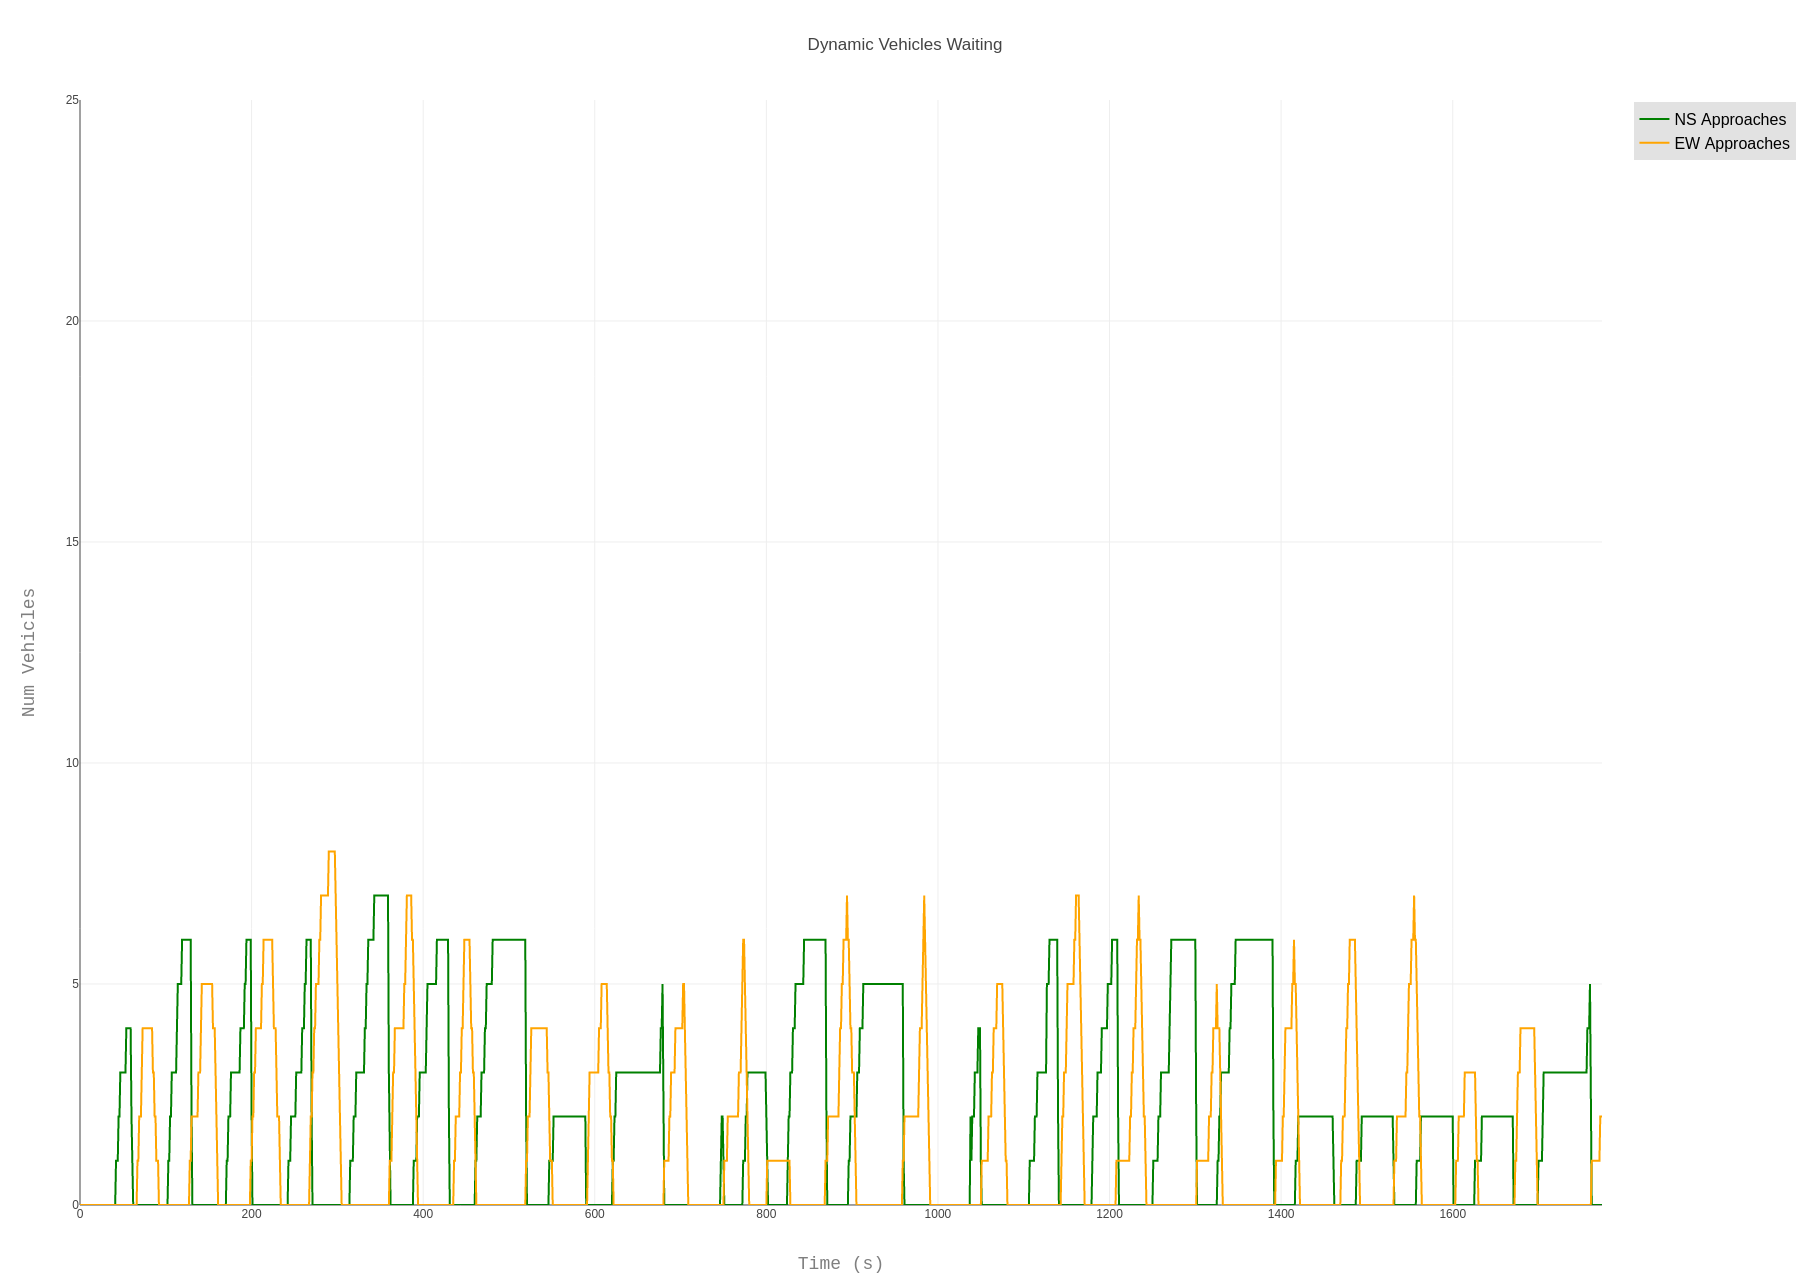 Dynamic Vehicles Waiting
NS Approaches
EW Approaches
25
20
15
10
5
0
Num Vehicles
0 200 400 600 800 1000 1200 1400 1600
Time (s)